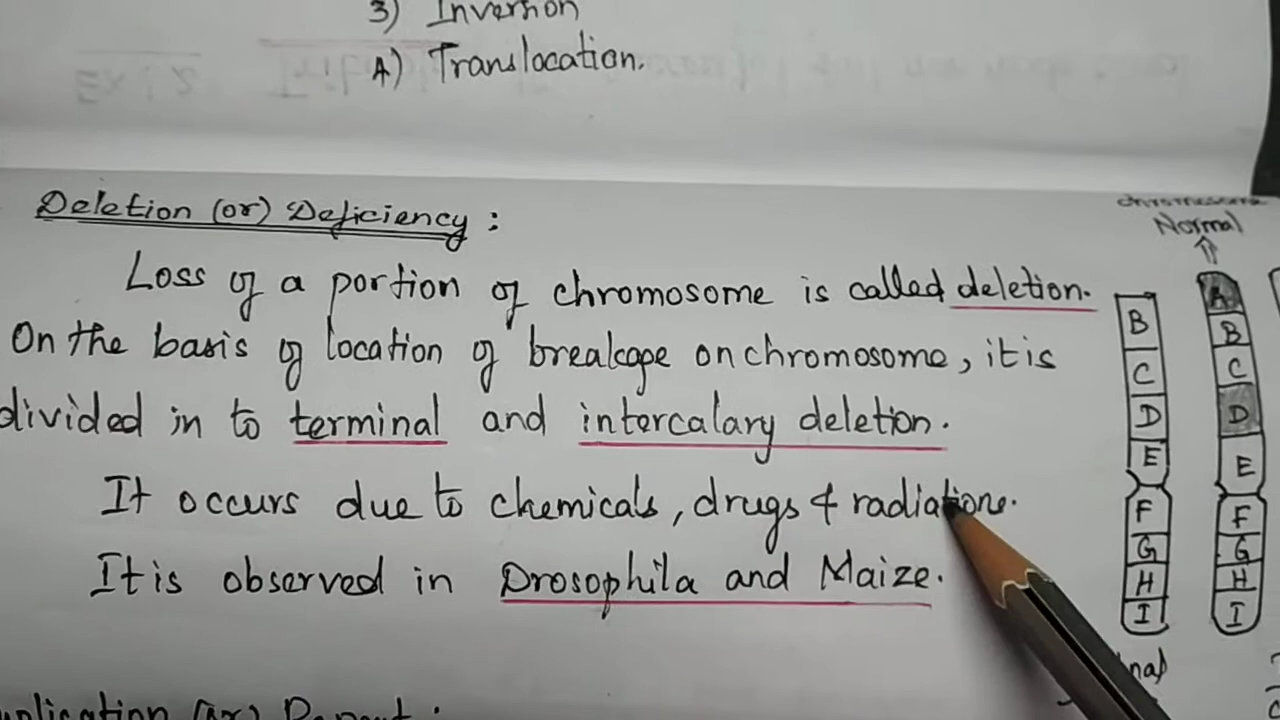 3) Inversion
4) Translocation.
Deletion (or) Deficiency :
Loss of a portion of chromosome is called deletion.
On the basis of location of breakage on chromosome, it is
divided in to terminal and intercalary deletion.
It occurs due to chemicals, drugs & radiations.
It is observed in Drosophila and Maize.
chromosome
Normal
B
C
D
E
F
G
H
I
A
B
C
D
E
F
G
H
I